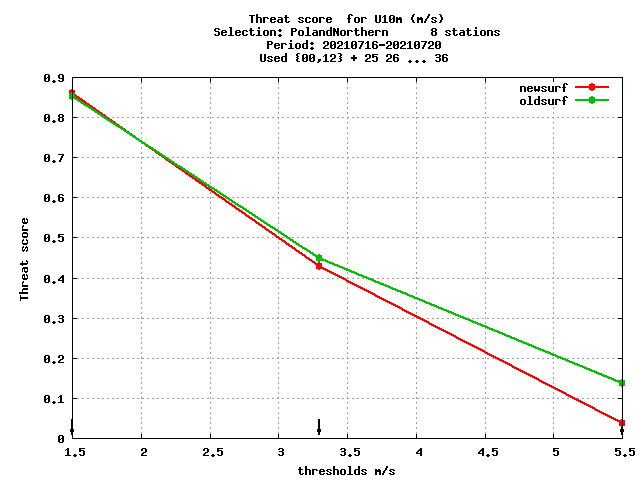 Threat score  for U10m (m/s)
Selection: PolandNorthern      8 stations
Period: 20210716-20210720
Used {00,12} + 25 26 ... 36
newsurf
oldsurf
0.9
0.8
0.7
0.6
0.5
0.4
0.3
0.2
0.1
0
Threat score
1.5 2 2.5 3 3.5 4 4.5 5 5.5
thresholds m/s